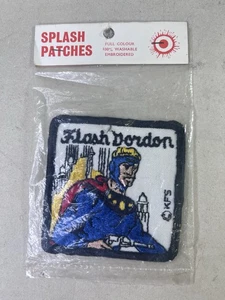 SPLASH
PATCHES
FULL COLOUR
100% WASHABLE
EMBROIDERED
Flash Gordon
© KFS